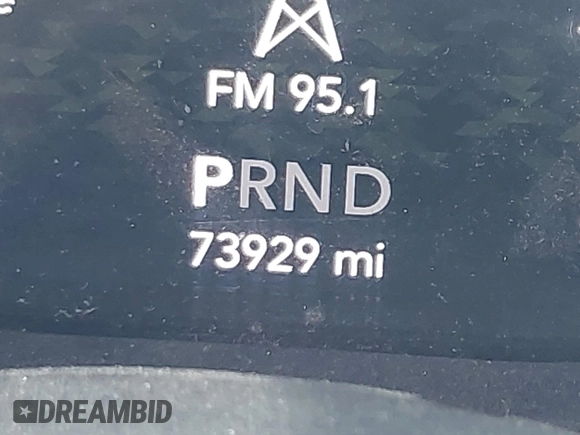 FM 95.1
PRND
73929 mi
DREAMBID